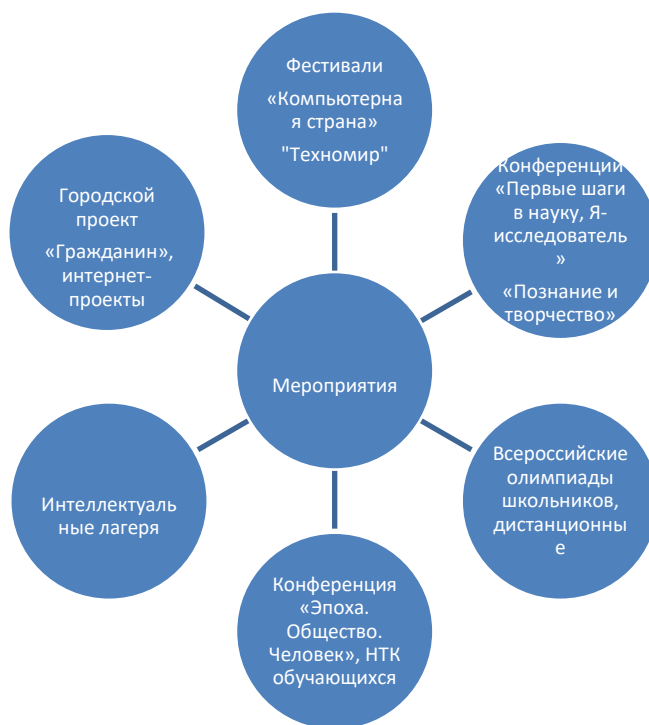 Фестивали
«Компьютерна
я страна»
"Техномир"
Конференции
«Первые шаги
в науку, Я-
исследователь
»
«Познание и
творчество»
Всероссийские
олимпиады
школьников,
дистанционны
е
Конференция
«Эпоха.
Общество.
Человек», НТК
обучающихся
Интеллектуаль
ные лагеря
Городской
проект
«Гражданин»,
интернет-
проекты
Мероприятия